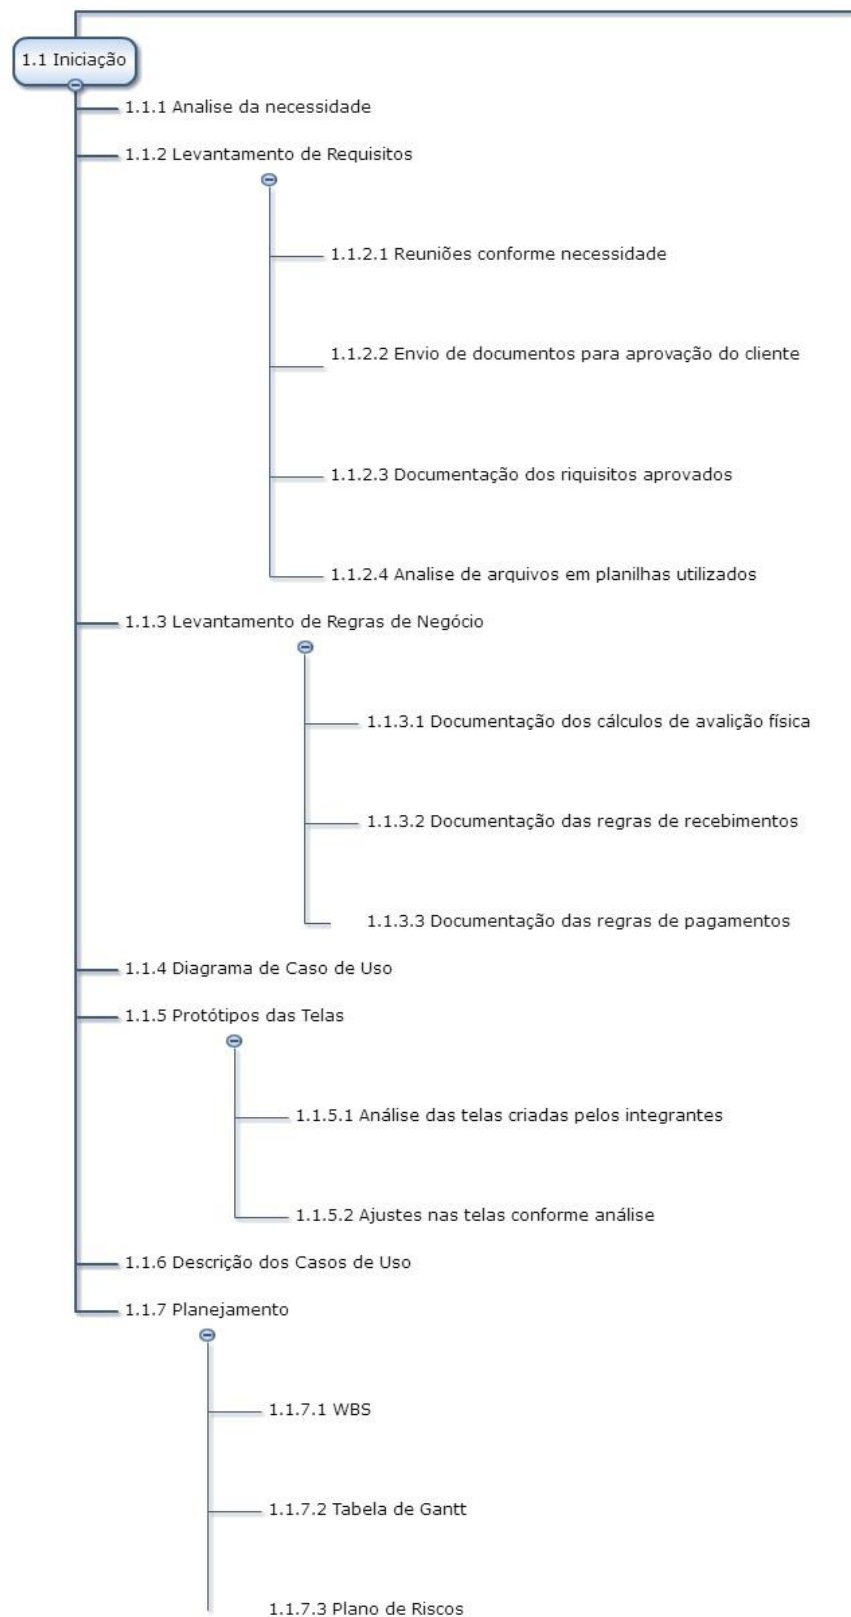 1.1 Iniciação
1.1.1 Analise da necessidade
1.1.2 Levantamento de Requisitos
1.1.2.1 Reuniões conforme necessidade
1.1.2.2 Envio de documentos para aprovação do cliente
1.1.2.3 Documentação dos riquisitos aprovados
1.1.2.4 Analise de arquivos em planilhas utilizados
1.1.3 Levantamento de Regras de Negócio
1.1.3.1 Documentação dos cálculos de avalição física
1.1.3.2 Documentação das regras de recebimentos
1.1.3.3 Documentação das regras de pagamentos
1.1.4 Diagrama de Caso de Uso
1.1.5 Protótipos das Telas
1.1.5.1 Análise das telas criadas pelos integrantes
1.1.5.2 Ajustes nas telas conforme análise
1.1.6 Descrição dos Casos de Uso
1.1.7 Planejamento
1.1.7.1 WBS
1.1.7.2 Tabela de Gantt
1.1.7.3 Plano de Riscos